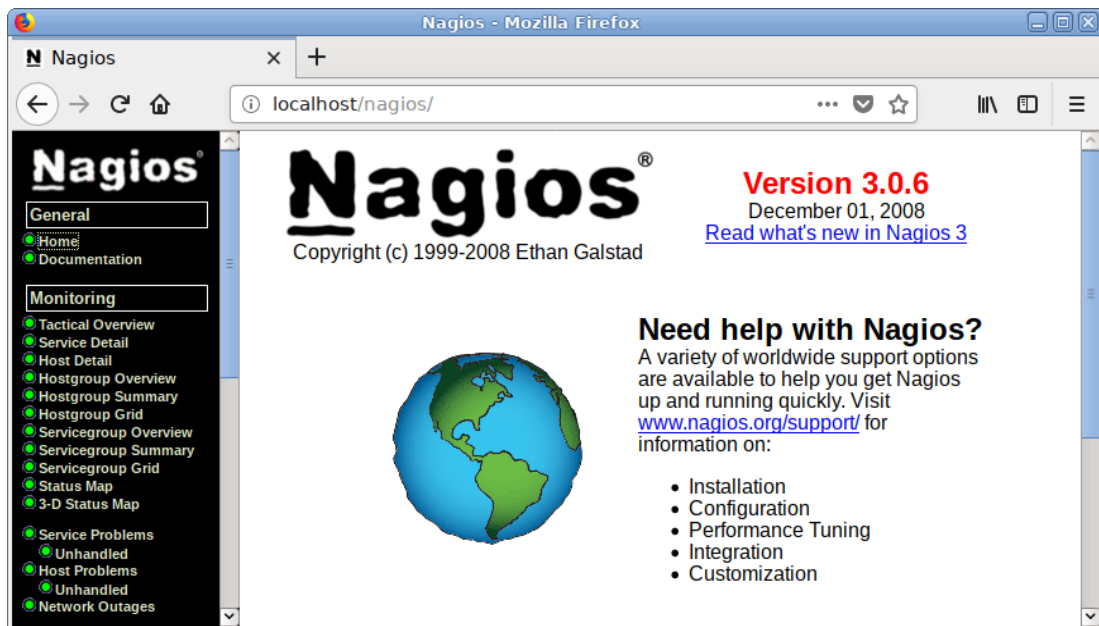 Nagios - Mozilla Firefox
N Nagios
localhost/nagios/
Nagios®
General
Home
Documentation
Monitoring
Tactical Overview
Service Detail
Host Detail
Hostgroup Overview
Hostgroup Summary
Hostgroup Grid
Servicegroup Overview
Servicegroup Summary
Servicegroup Grid
Status Map
3-D Status Map
Service Problems
Unhandled
Host Problems
Unhandled
Network Outages
Nagios®
Copyright (c) 1999-2008 Ethan Galstad
Version 3.0.6
December 01, 2008
Read what's new in Nagios 3
Need help with Nagios?
A variety of worldwide support options
are available to help you get Nagios
up and running quickly. Visit
www.nagios.org/support/ for
information on:
• Installation
• Configuration
• Performance Tuning
• Integration
• Customization